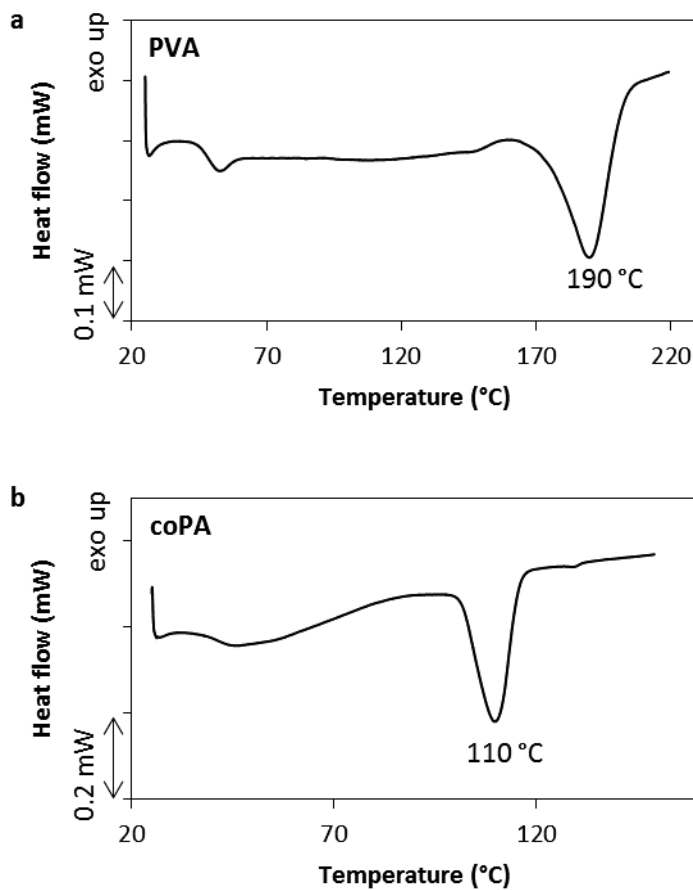 a
PVA
exo up
Heat flow (mW)
0.1 mW
190 °C
20 70 120 170 220
Temperature (°C)
b
coPA
exo up
Heat flow (mW)
0.2 mW
110 °C
20 70 120
Temperature (°C)